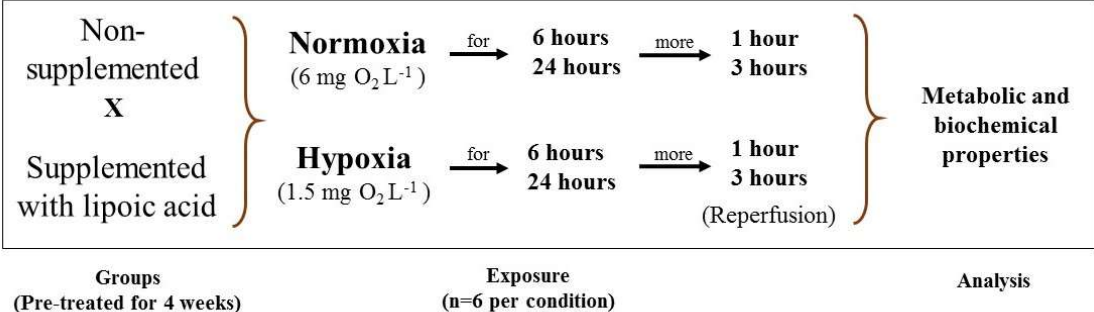 Non-
supplemented
X
Supplemented
with lipoic acid
Normoxia
(6 mg O₂ L⁻¹)
for
6 hours
24 hours
more
1 hour
3 hours
Hypoxia
(1.5 mg O₂ L⁻¹)
for
6 hours
24 hours
more
1 hour
3 hours
(Reperfusion)
Metabolic and
biochemical
properties
Groups
(Pre-treated for 4 weeks)
Exposure
(n=6 per condition)
Analysis